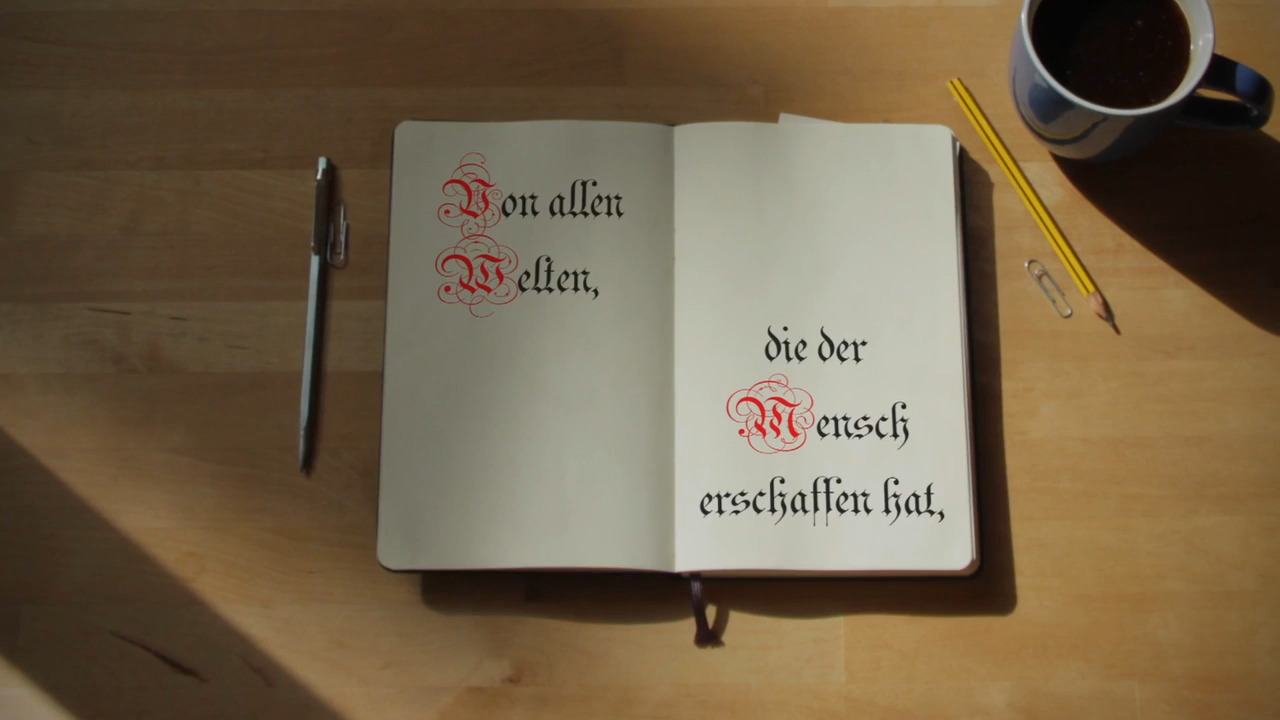 Von allen
Welten,
die der
Mensch
erschaffen hat,